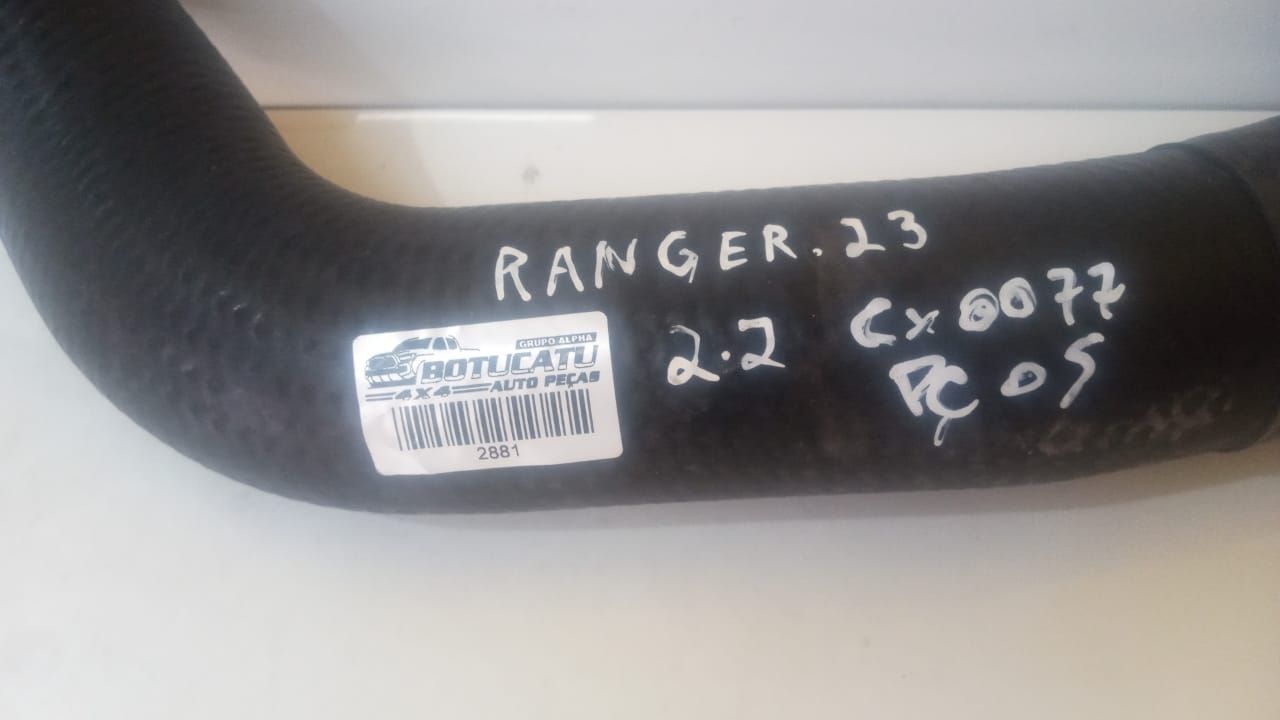 RANGER. 23
2.2
Cx 0077
PÇ 05
GRUPO ALPHA
BOTUCATU
4X4 AUTO PEÇAS
2881